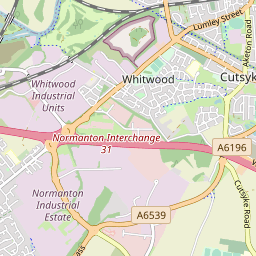 Lumley Street
Aketon Road
Whitwood
Cutsyke
Whitwood
Industrial
Units
Normanton Interchange
31
A6196
Normanton
Industrial
Estate
A6539
Cutsyke Road